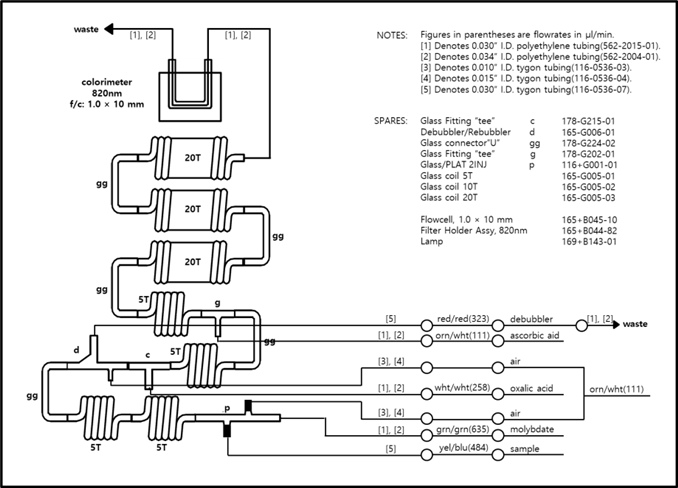 waste
[1], [2]
[1], [2]
colorimeter
820nm
f/c: 1.0 × 10 mm
NOTES: Figures in parentheses are flowrates in μl/min.
[1] Denotes 0.030" I.D. polyethylene tubing(562-2015-01).
[2] Denotes 0.034" I.D. polyethylene tubing(562-2004-01).
[3] Denotes 0.010" I.D. tygon tubing(116-0536-03).
[4] Denotes 0.015" I.D. tygon tubing(116-0536-04).
[5] Denotes 0.030" I.D. tygon tubing(116-0536-07).
SPARES: Glass Fitting "tee" c 178-G215-01
Debubbler/Rebubbler d 165-G006-01
Glass connector"U" gg 178-G224-02
Glass Fitting "tee" g 178-G202-01
Glass/PLAT 2INJ p 116+G001-01
Glass coil 5T 165-G005-01
Glass coil 10T 165-G005-02
Glass coil 20T 165-G005-03
Flowcell, 1.0 × 10 mm 165+B045-10
Filter Holder Assy, 820nm 165+B044-82
Lamp 169+B143-01
20T
gg
20T
gg
20T
gg
5T
g
gg
d
c
5T
gg
5T
5T
p
[5] red/red(323) debubbler [1], [2] waste
[1], [2] orn/wht(111) ascorbic aid
[3], [4] air
[1], [2] wht/wht(258) oxalic acid
orn/wht(111)
[3], [4] air
[1], [2] grn/grn(635) molybdate
[5] yel/blu(484) sample